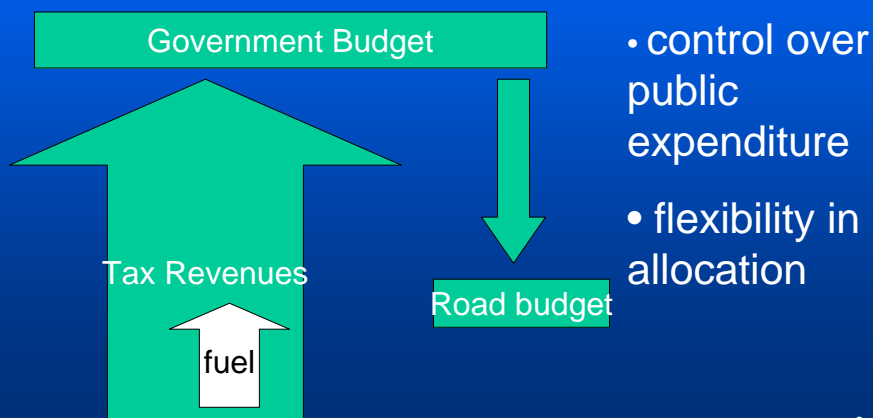 Government Budget
Tax Revenues
fuel
Road budget
• control over
public
expenditure
• flexibility in
allocation